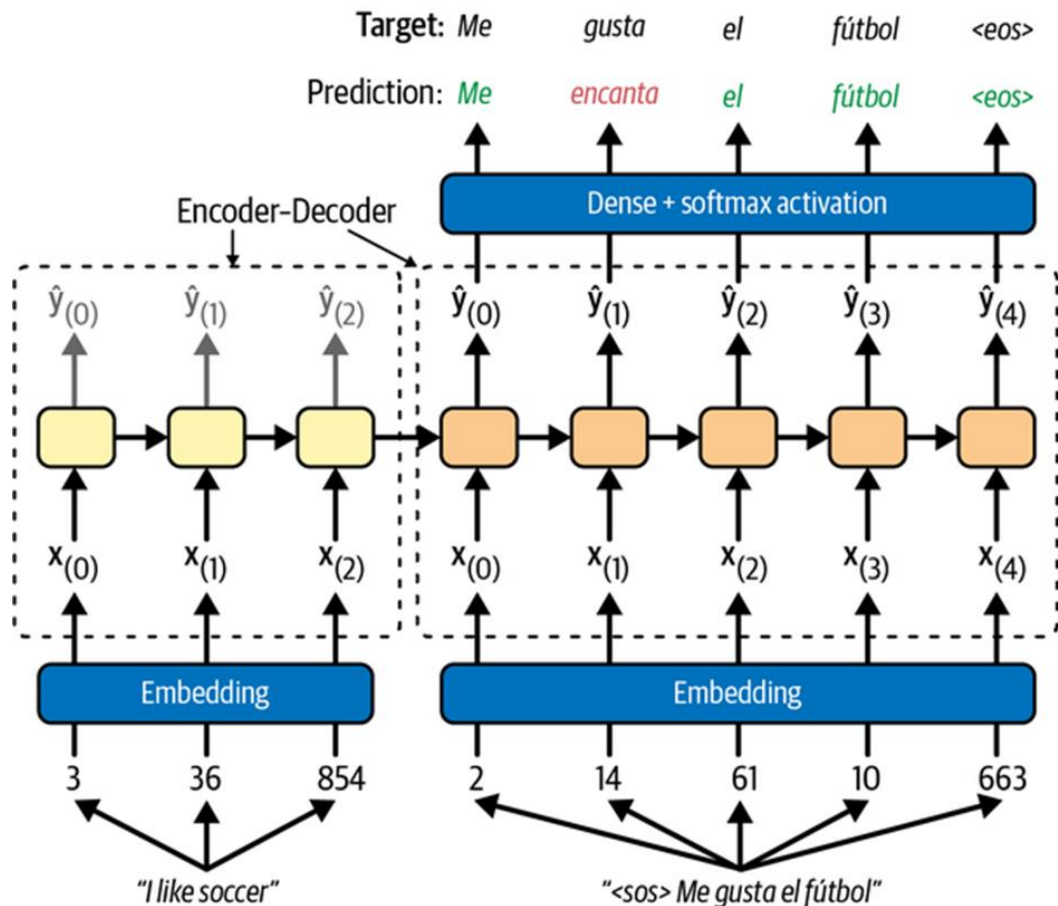 Target: Me gusta el fútbol <eos>
Prediction: Me encanta el fútbol <eos>
Dense + softmax activation
Encoder-Decoder
ŷ(0) ŷ(1) ŷ(2) ŷ(0) ŷ(1) ŷ(2) ŷ(3) ŷ(4)
x(0) x(1) x(2) x(0) x(1) x(2) x(3) x(4)
Embedding Embedding
3 36 854 2 14 61 10 663
“I like soccer” “<sos> Me gusta el fútbol”